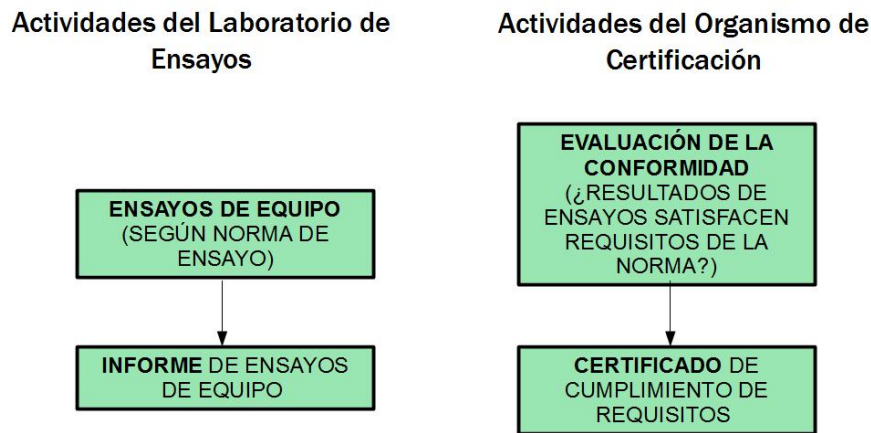 Actividades del Laboratorio de
Ensayos
ENSAYOS DE EQUIPO
(SEGÚN NORMA DE
ENSAYO)
INFORME DE ENSAYOS
DE EQUIPO
Actividades del Organismo de
Certificación
EVALUACIÓN DE LA
CONFORMIDAD
(¿RESULTADOS DE
ENSAYOS SATISFACEN
REQUISITOS DE LA
NORMA?)
CERTIFICADO DE
CUMPLIMIENTO DE
REQUISITOS